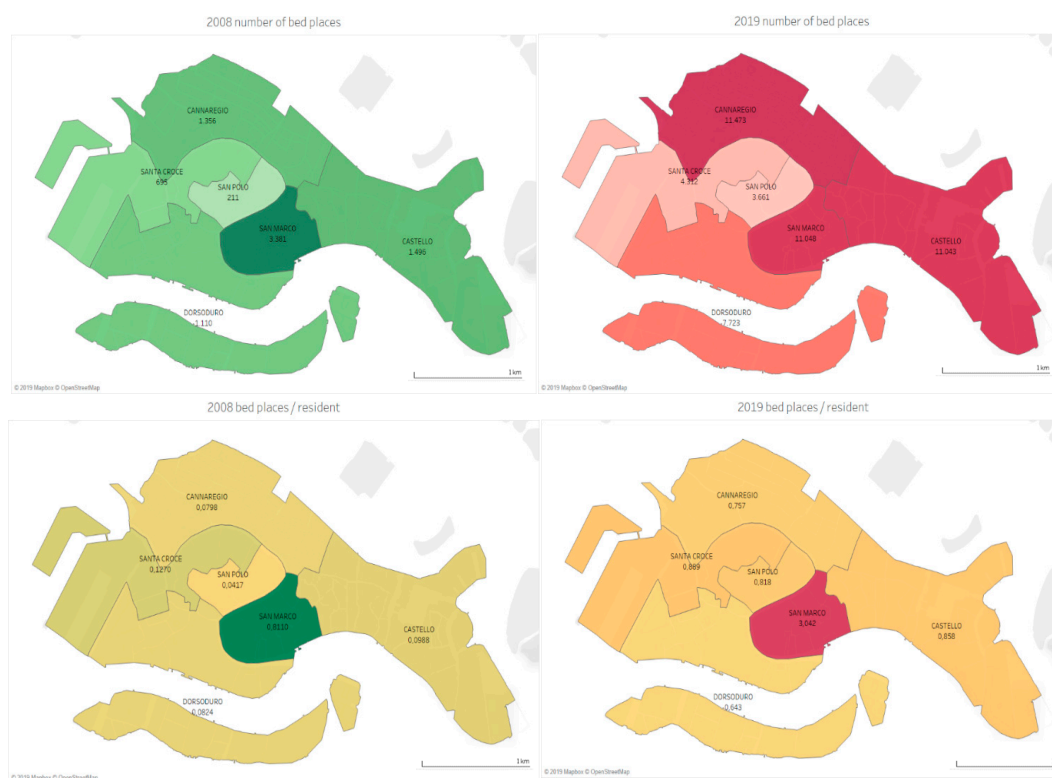 2008 number of bed places
CANNAREGIO
1.356
SANTA CROCE
695
SAN POLO
211
SAN MARCO
3.381
CASTELLO
1.496
DORSODURO
1.110
1 km
© 2019 Mapbox © OpenStreetMap
2019 number of bed places
CANNAREGIO
11.473
SANTA CROCE
4.312
SAN POLO
3.661
SAN MARCO
11.048
CASTELLO
11.043
DORSODURO
7.723
1 km
© 2019 Mapbox © OpenStreetMap
2008 bed places / resident
CANNAREGIO
0,0798
SANTA CROCE
0,1270
SAN POLO
0,0417
SAN MARCO
0,8110
CASTELLO
0,0988
DORSODURO
0,0824
1 km
© 2019 Mapbox © OpenStreetMap
2019 bed places / resident
CANNAREGIO
0,757
SANTA CROCE
0,889
SAN POLO
0,818
SAN MARCO
3,042
CASTELLO
0,858
DORSODURO
0,643
1 km
© 2019 Mapbox © OpenStreetMap